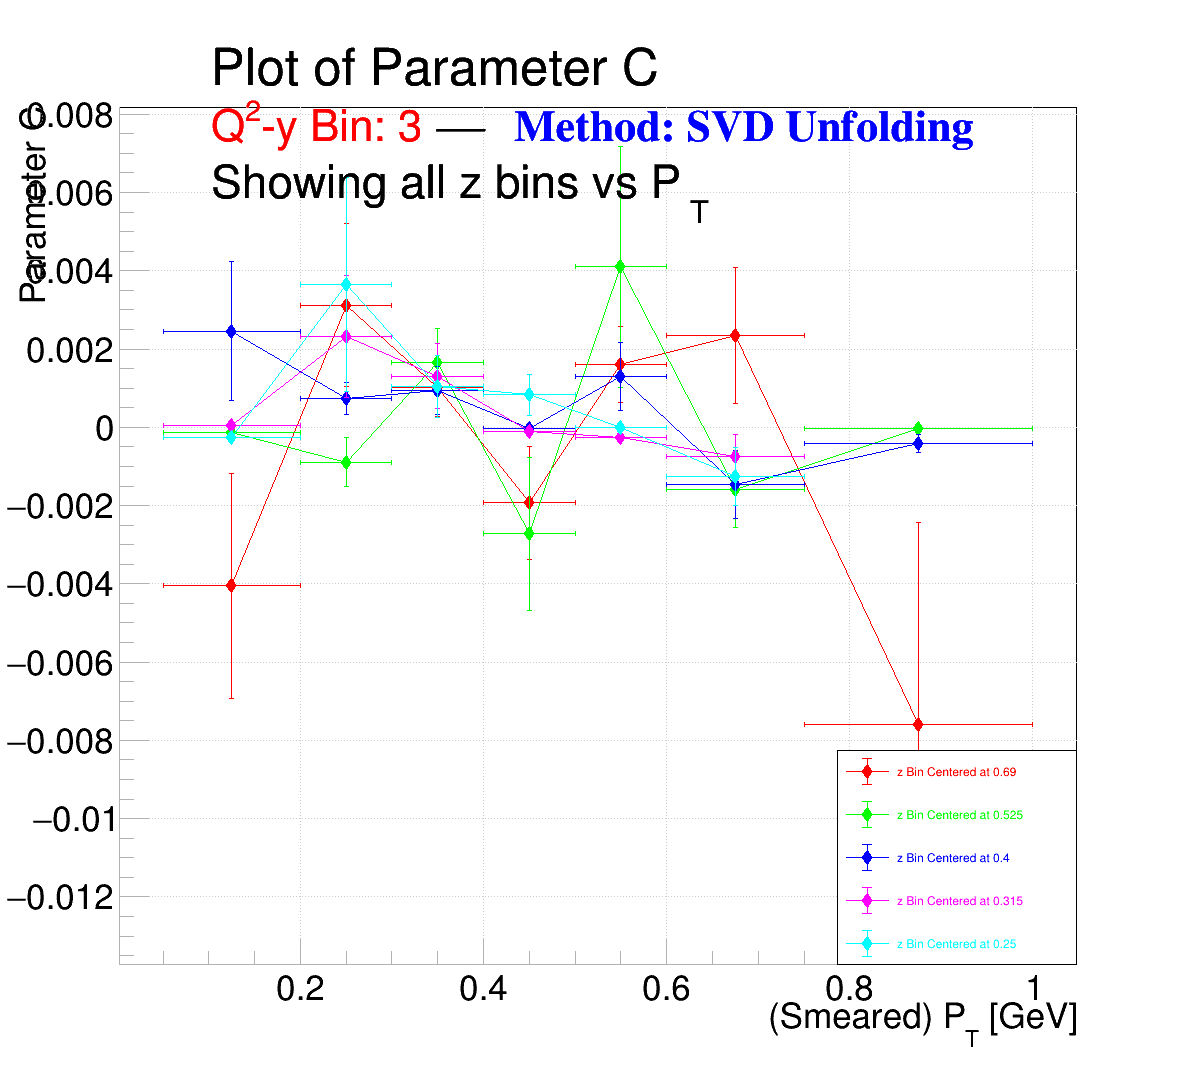 Plot of Parameter C
Q2-y Bin: 3 — Method: SVD Unfolding
Showing all z bins vs PT
Parameter C
0.008
0.006
0.004
0.002
0
−0.002
−0.004
−0.006
−0.008
−0.01
−0.012
z Bin Centered at 0.69
z Bin Centered at 0.525
z Bin Centered at 0.4
z Bin Centered at 0.315
z Bin Centered at 0.25
0.2 0.4 0.6 0.8 1
(Smeared) PT [GeV]